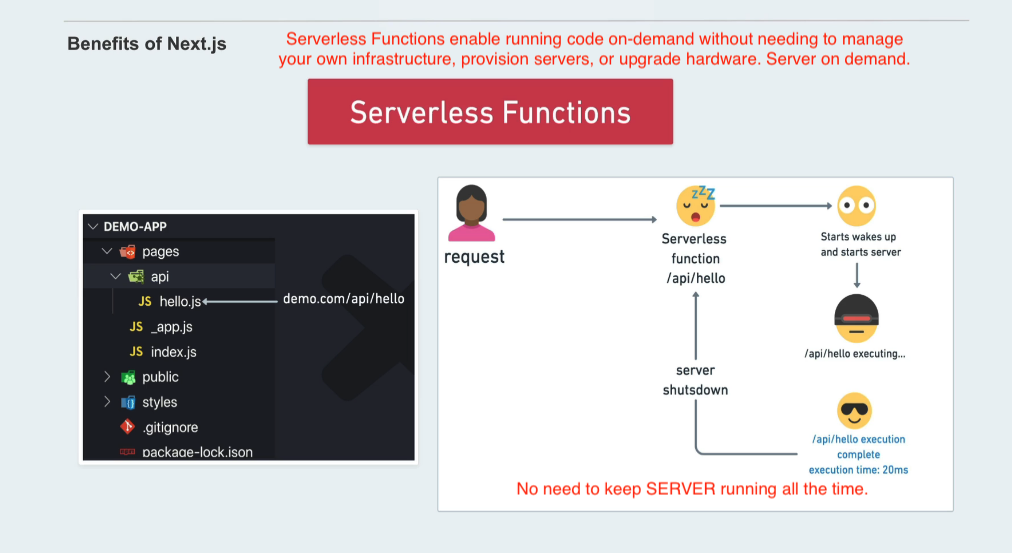 Benefits of Next.js
Serverless Functions enable running code on-demand without needing to manage
your own infrastructure, provision servers, or upgrade hardware. Server on demand.
Serverless Functions
DEMO-APP
pages
api
JS hello.js
demo.com/api/hello
JS _app.js
JS index.js
public
styles
.gitignore
package-lock.json
request
zZZ
Serverless
function
/api/hello
Starts wakes up
and starts server
/api/hello executing...
server
shutdown
/api/hello execution
complete
execution time: 20ms
No need to keep SERVER running all the time.